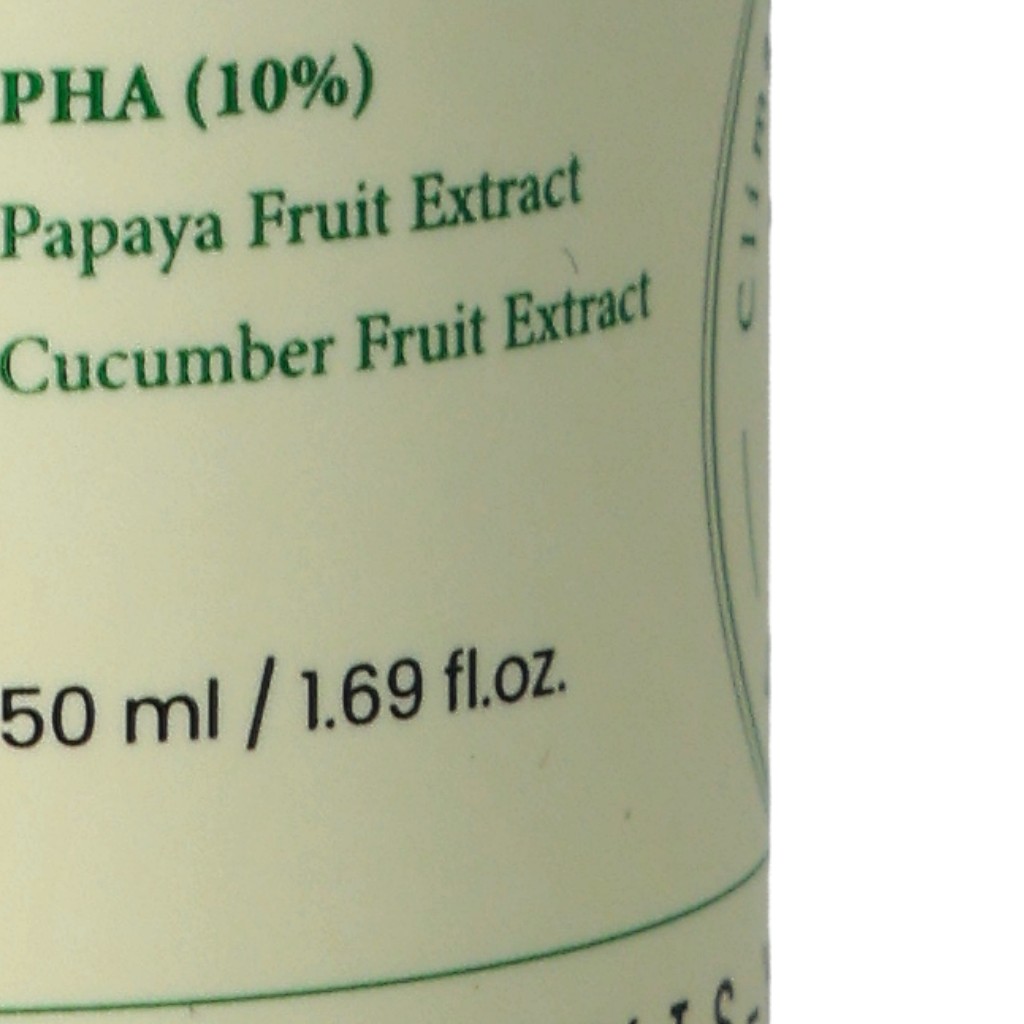 PHA (10%)
Papaya Fruit Extract
Cucumber Fruit Extract
50 ml / 1.69 fl.oz.